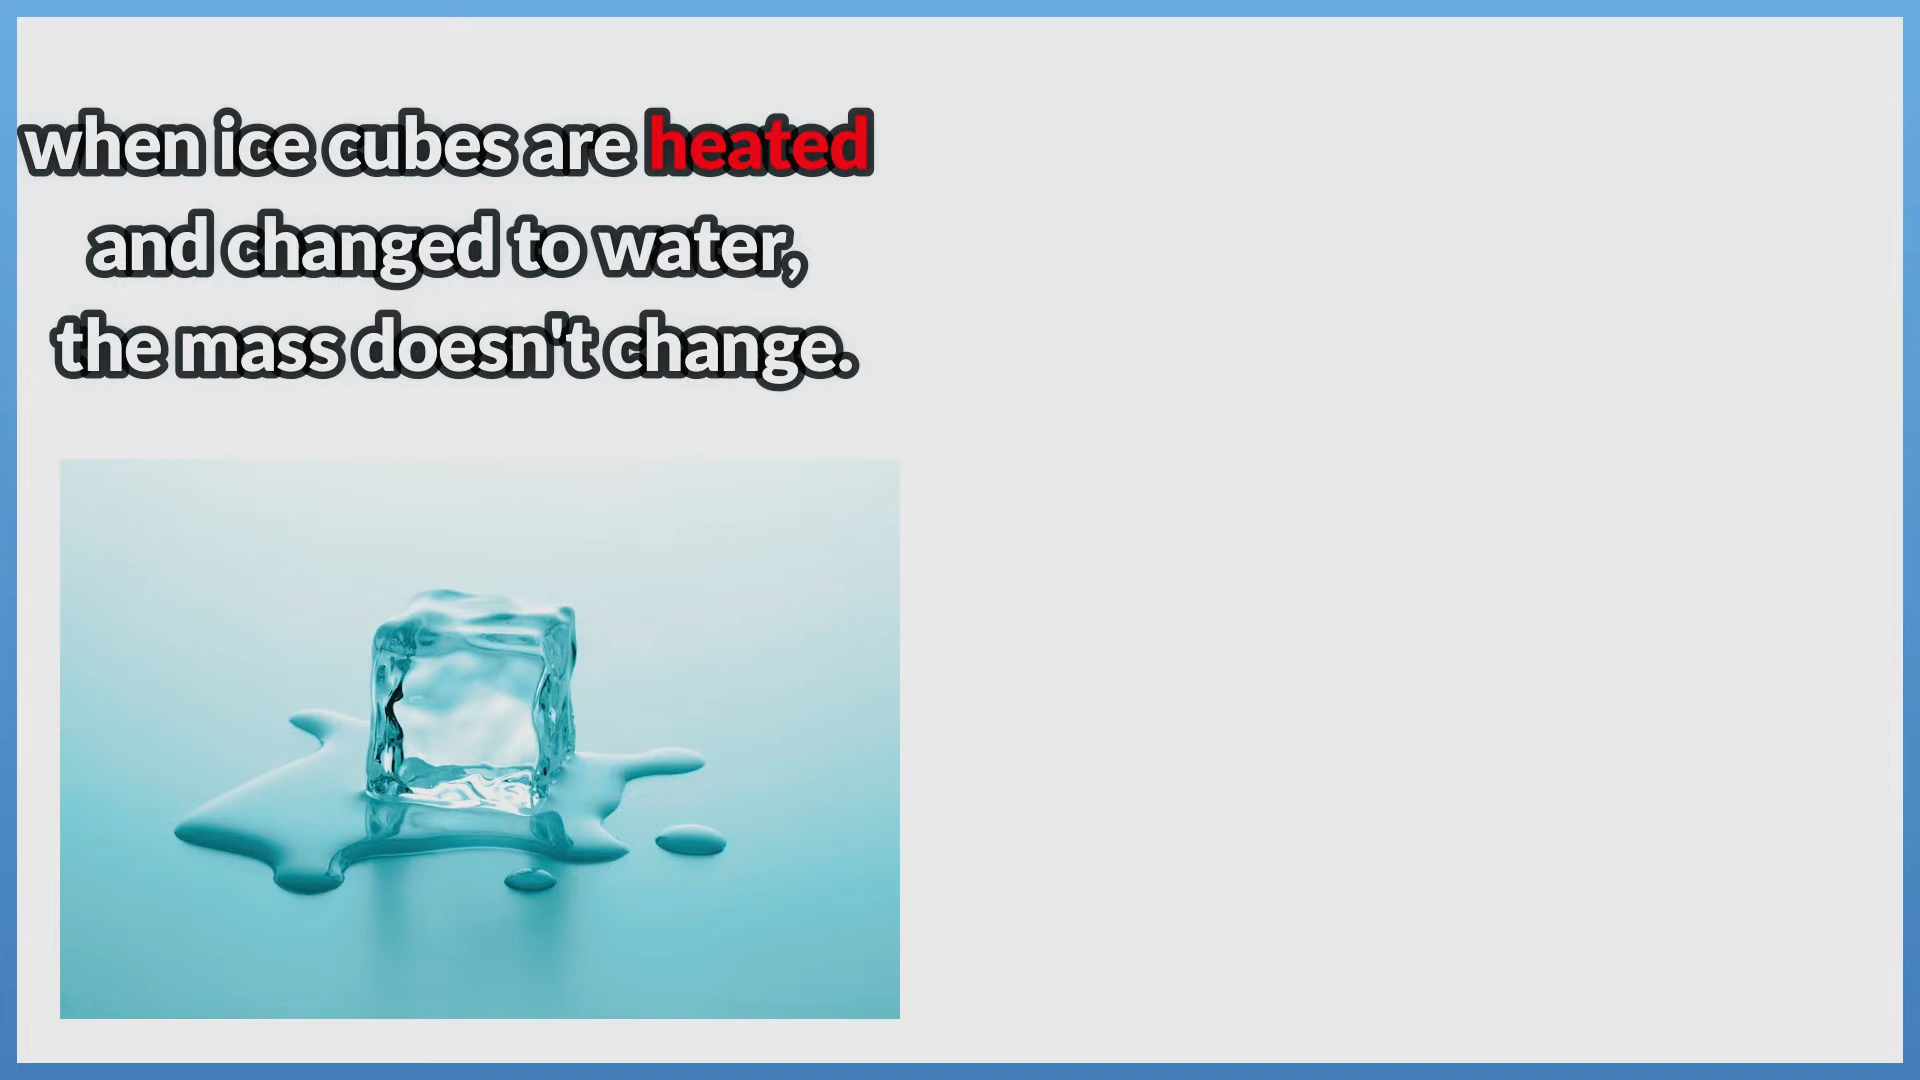 when ice cubes are heated
and changed to water,
the mass doesn't change.